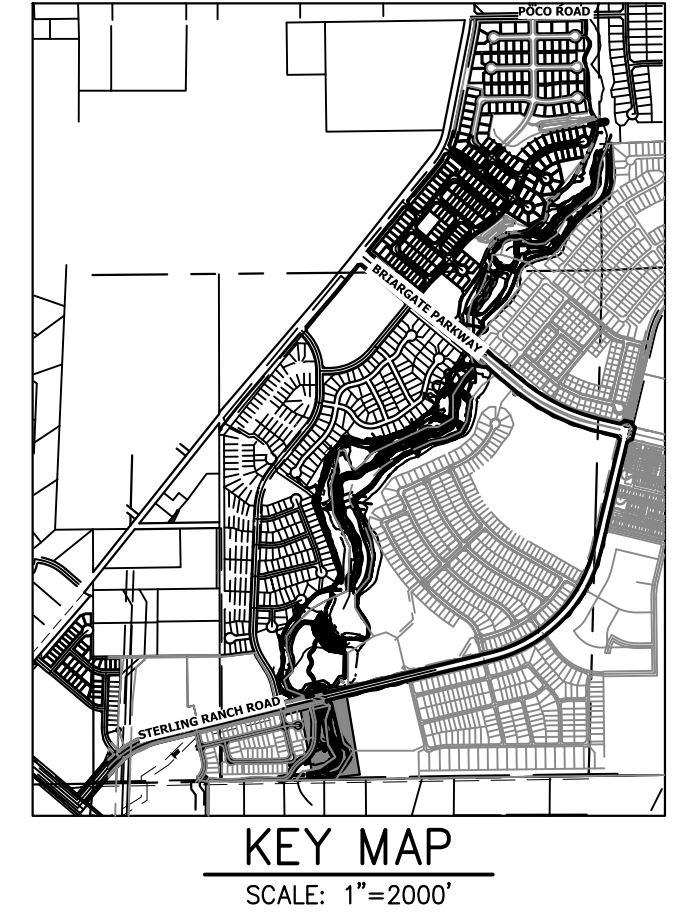 POCO ROAD
BRIARGATE PARKWAY
STERLING RANCH ROAD
KEY MAP
SCALE: 1"=2000'